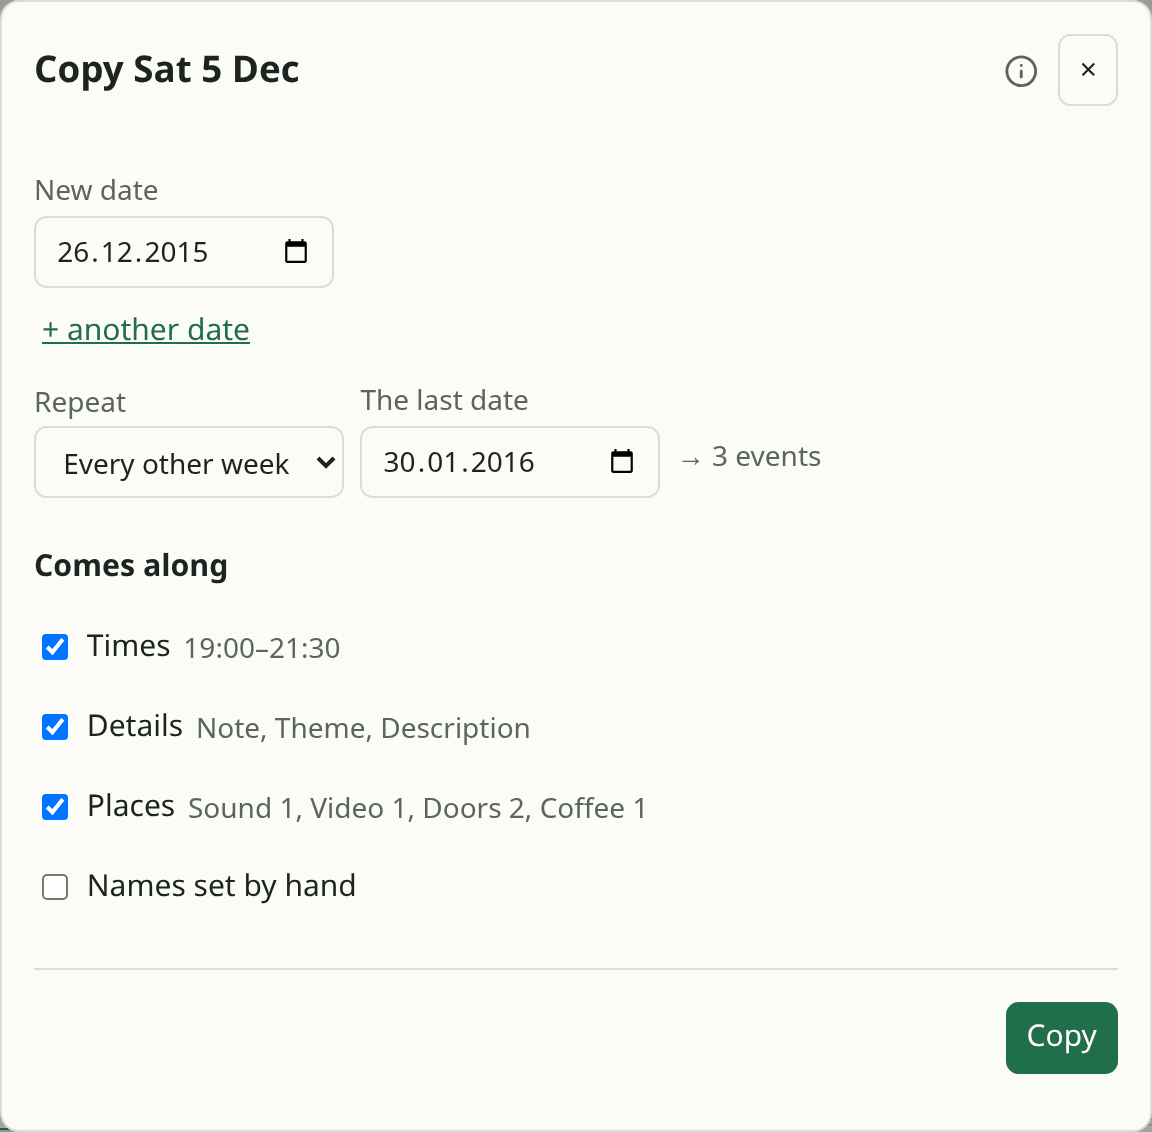 Copy Sat 5 Dec
×
New date
26.12.2015
+ another date
Repeat
The last date
Every other week
30.01.2016
→ 3 events
Comes along
Times 19:00–21:30
Details Note, Theme, Description
Places Sound 1, Video 1, Doors 2, Coffee 1
Names set by hand
Copy